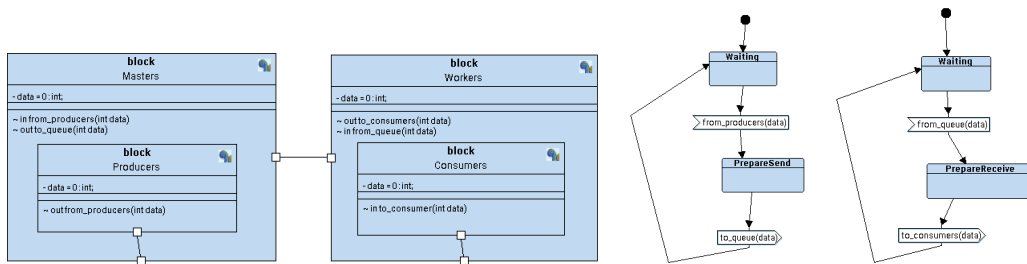 block
Masters
- data = 0 : int;
~ in from_producers(int data)
~ out to_queue(int data)
block
Producers
- data = 0 : int;
~ out from_producers(int data)
block
Workers
- data = 0 : int;
~ out to_consumers(int data)
~ in from_queue(int data)
block
Consumers
- data = 0 : int;
~ in to_consumer(int data)
Waiting
from_producers(data)
PrepareSend
to_queue(data)
Waiting
from_queue(data)
PrepareReceive
to_consumers(data)